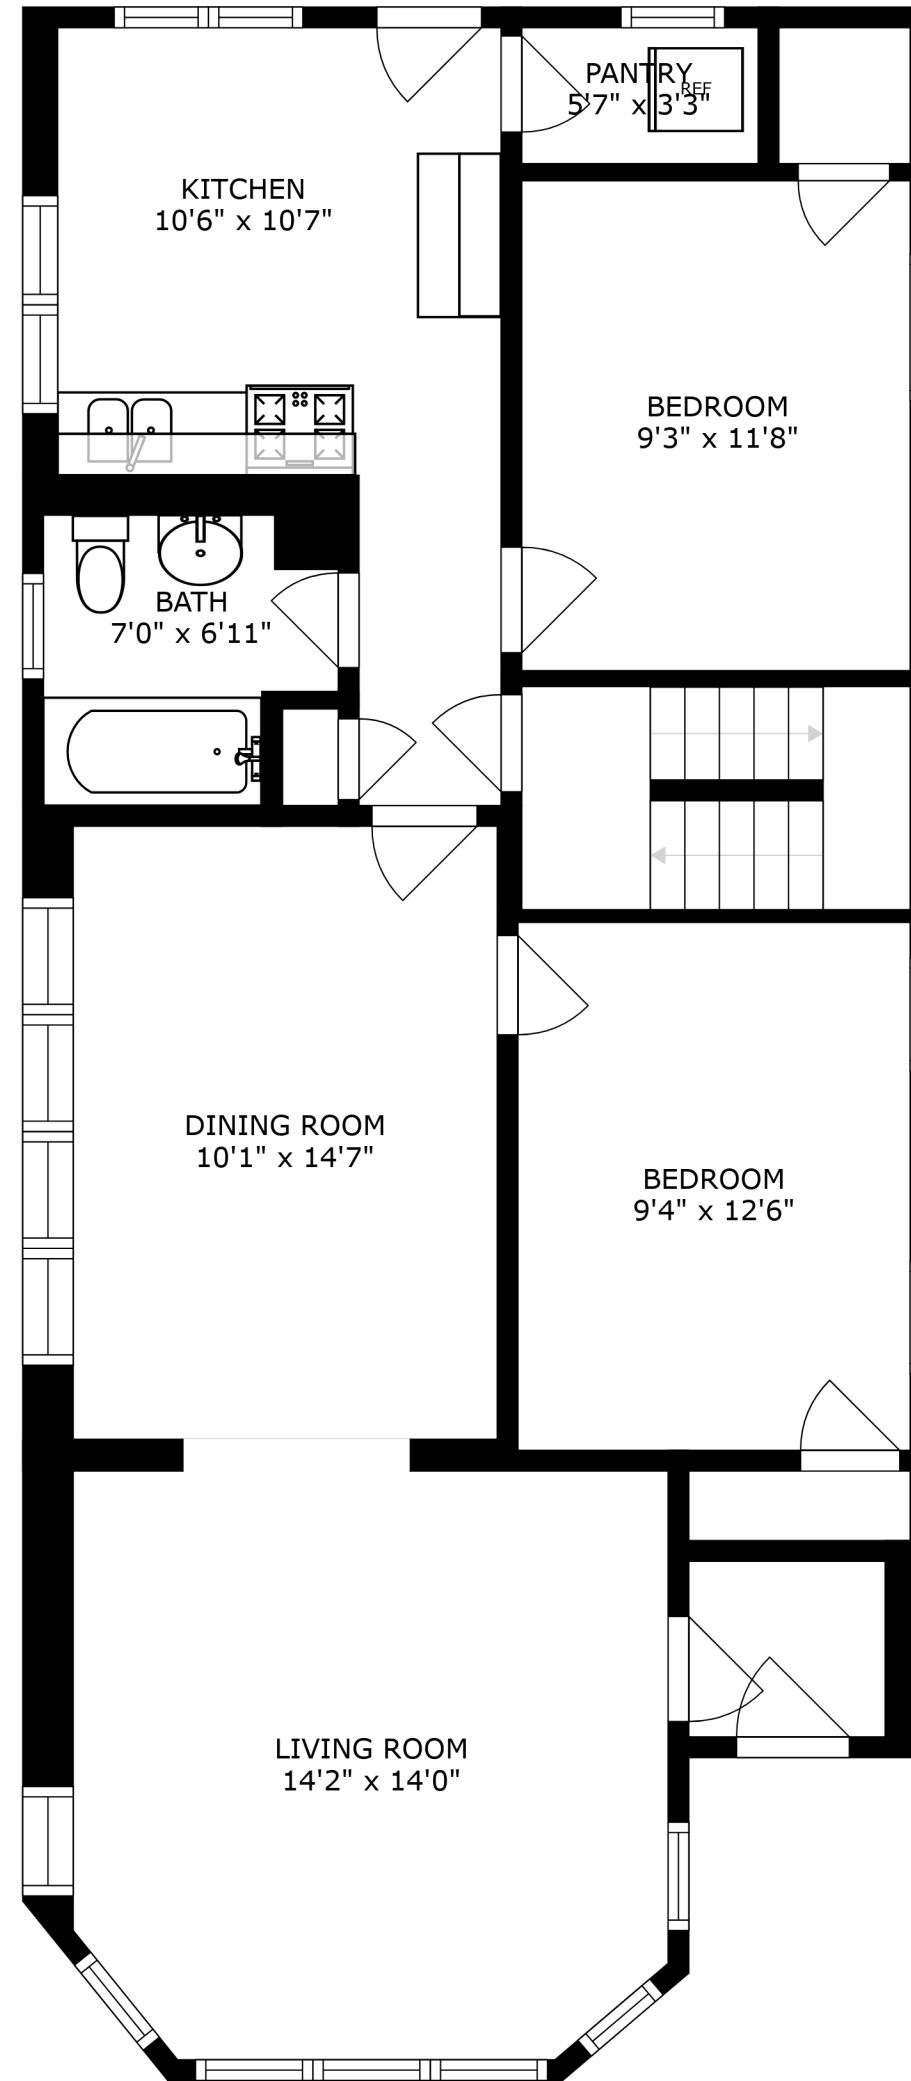 PANTRY
5'7" x 3'3"
REF
KITCHEN
10'6" x 10'7"
BEDROOM
9'3" x 11'8"
BATH
7'0" x 6'11"
DINING ROOM
10'1" x 14'7"
BEDROOM
9'4" x 12'6"
LIVING ROOM
14'2" x 14'0"